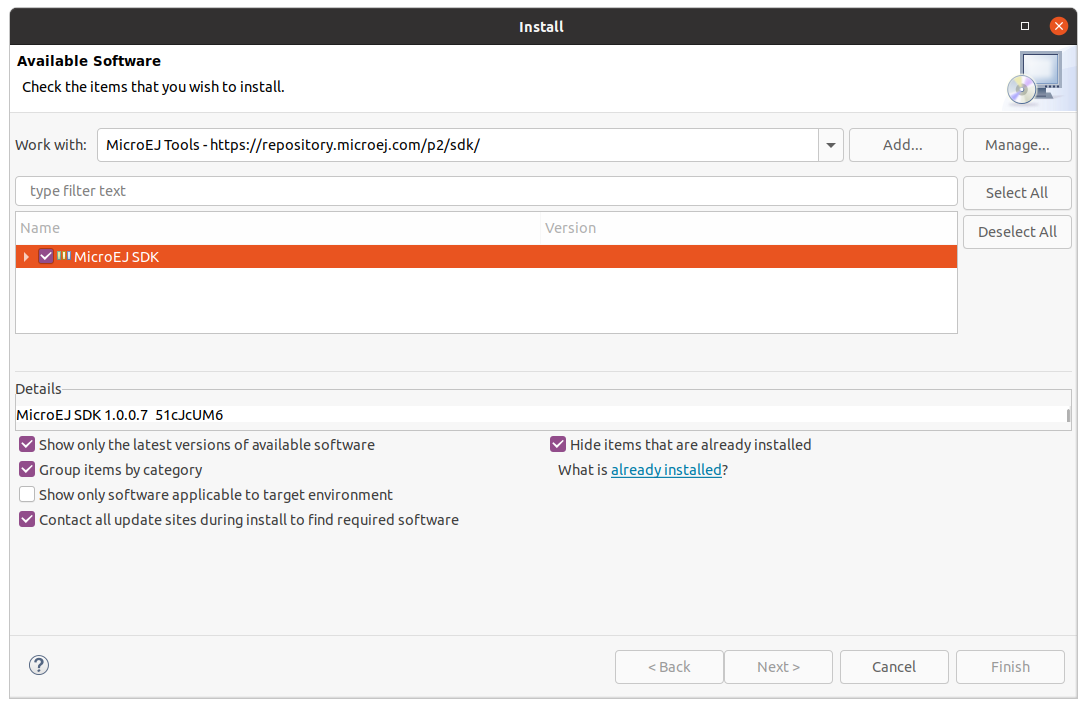 Install
Available Software
Check the items that you wish to install.
Work with: MicroEJ Tools - https://repository.microej.com/p2/sdk/ Add... Manage...
type filter text Select All
Name Version Deselect All
MicroEJ SDK
Details
MicroEJ SDK 1.0.0.7 51cJcUM6
Show only the latest versions of available software Hide items that are already installed
Group items by category What is already installed?
Show only software applicable to target environment
Contact all update sites during install to find required software
? < Back Next > Cancel Finish